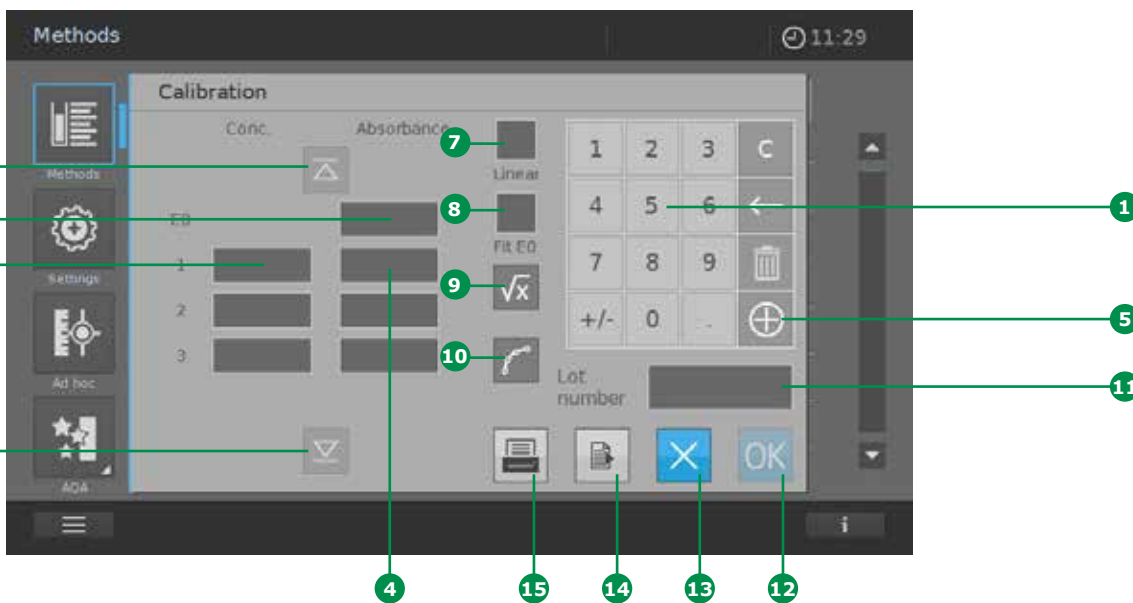 Methods 11:29
Calibration
Conc. Absorbance
7
Linear
8
Fit E0
9
√x
10
E0
1
2
3
1 2 3 C
4 5 6 ←
7 8 9
+/- 0 .
1
5
Lot
number
11
Methods
Settings
Ad hoc
AQA
OK
i
4 15 14 13 12